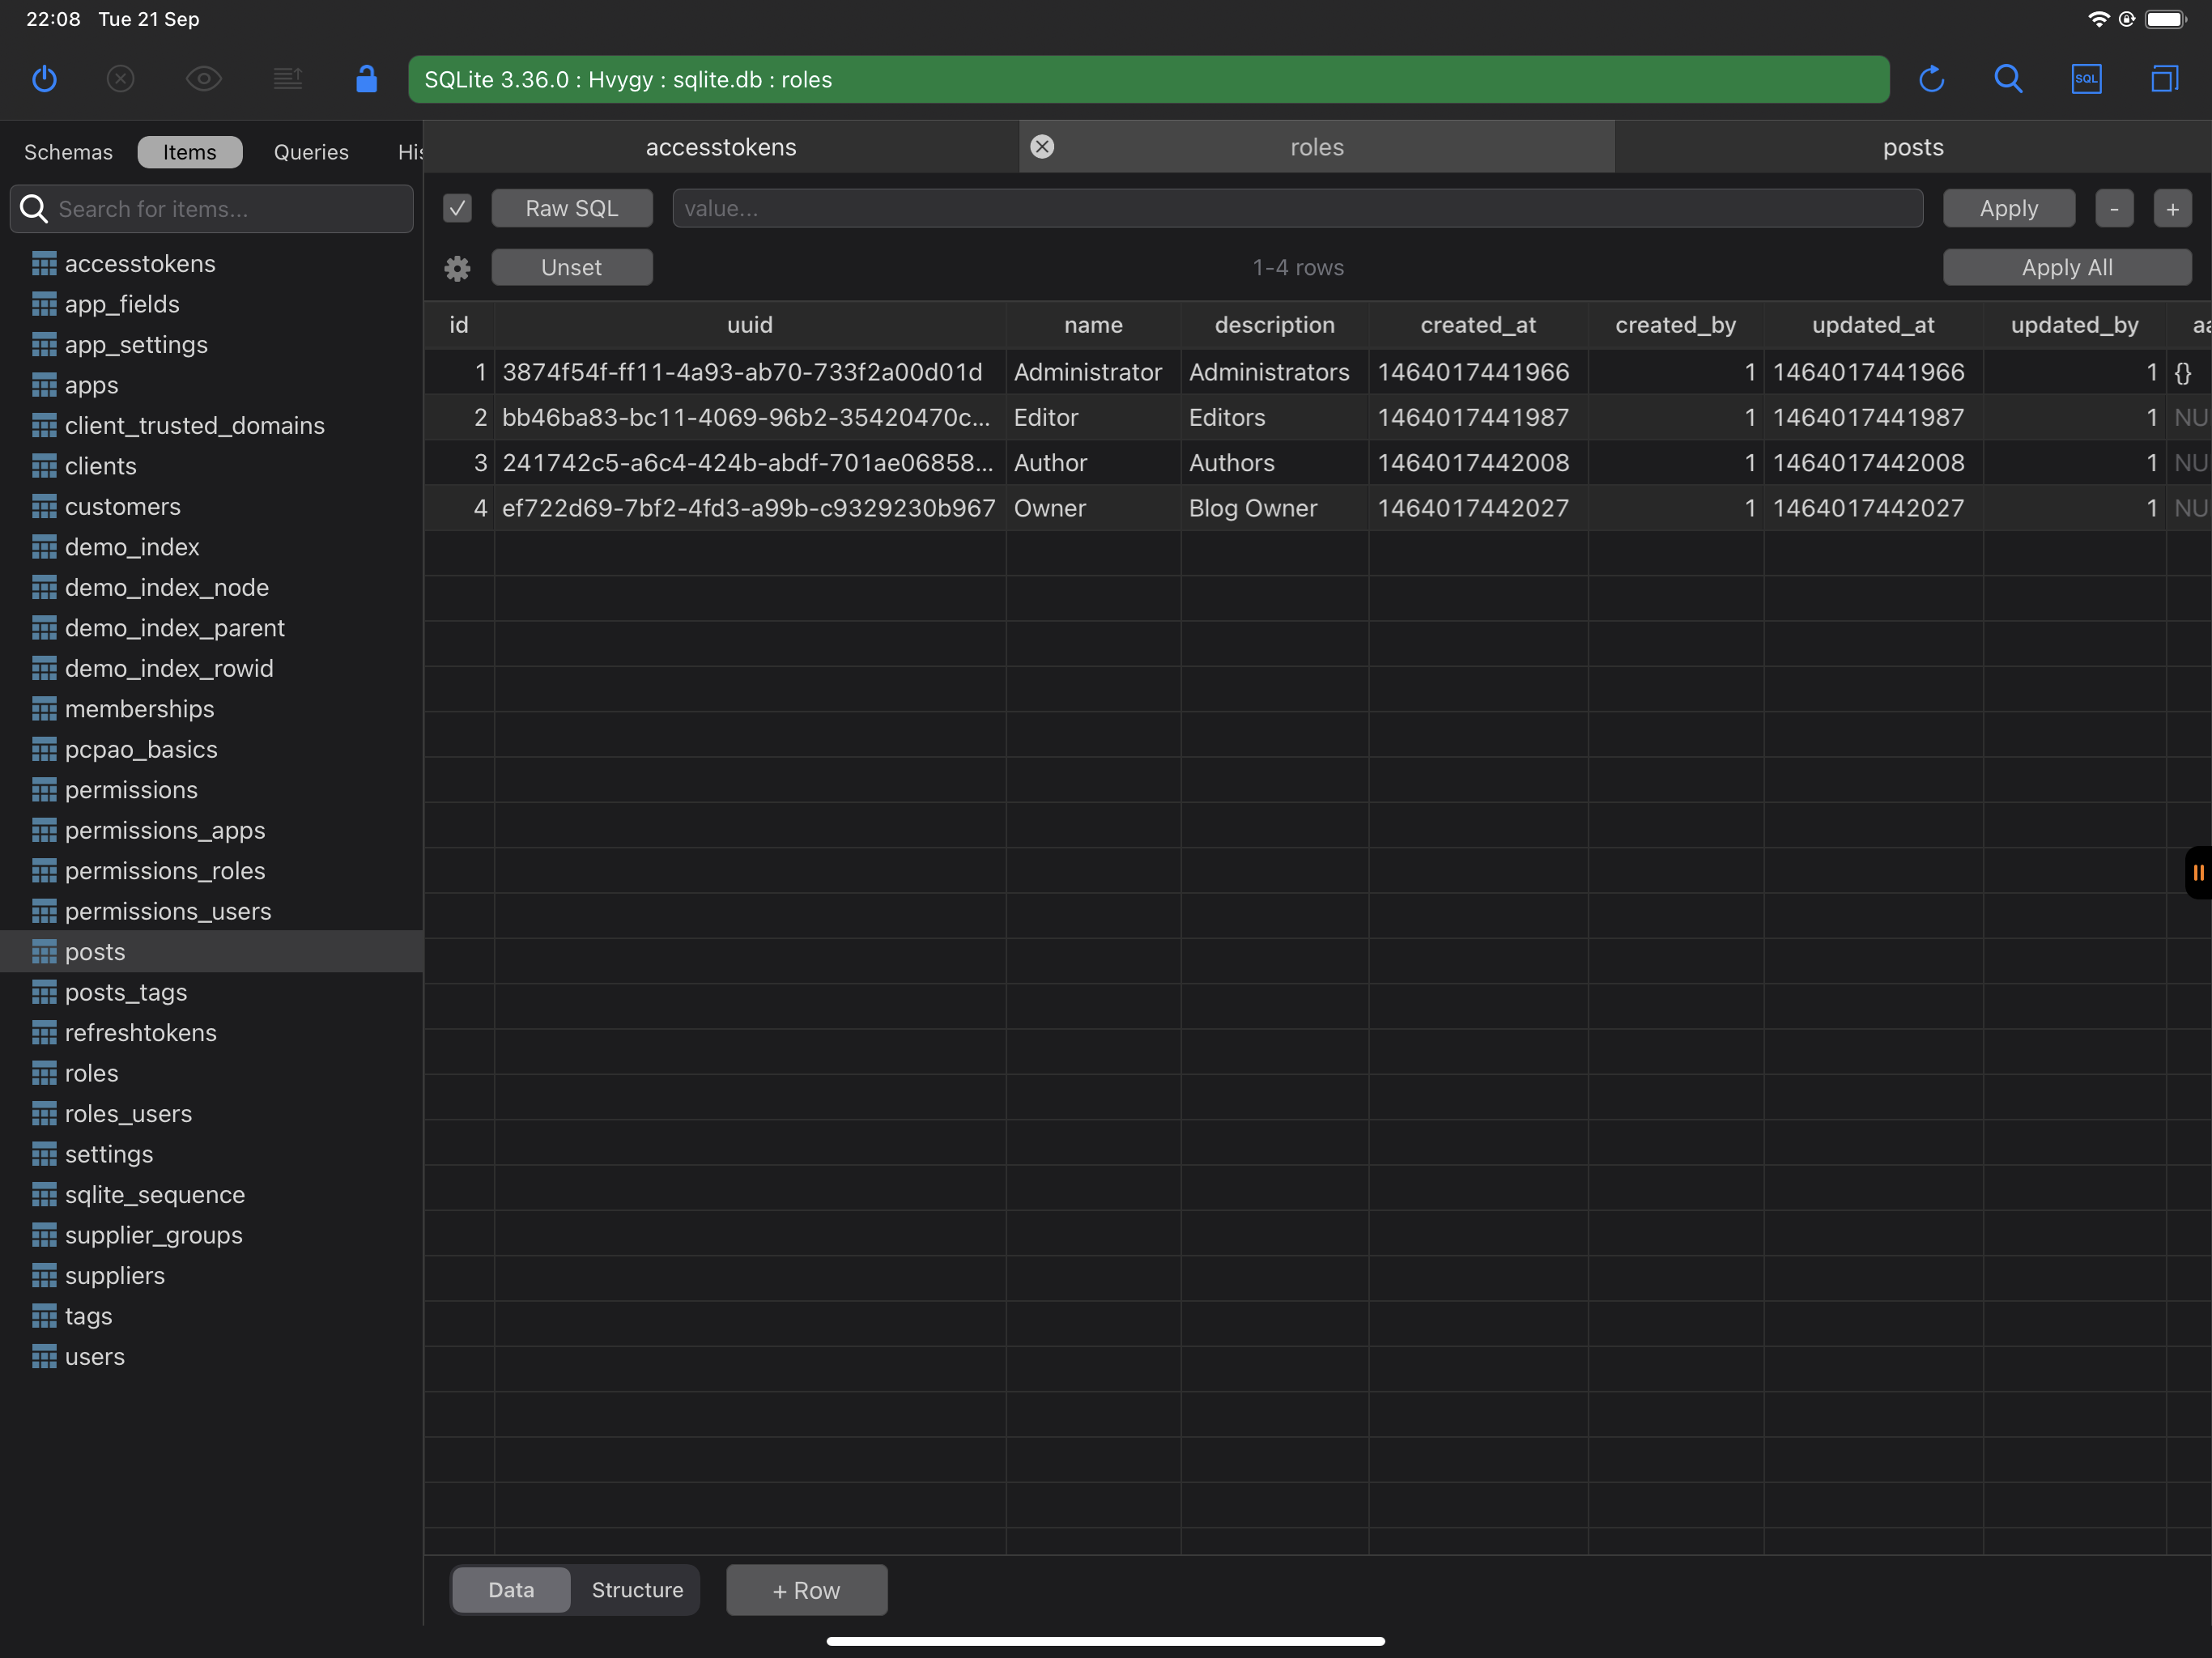 22:08 Tue 21 Sep
SQLite 3.36.0 : Hvygy : sqlite.db : roles
SQL
Schemas Items Queries His
accesstokens roles posts
Search for items...
Raw SQL value... Apply - +
Unset 1-4 rows Apply All
accesstokens
app_fields
app_settings
apps
client_trusted_domains
clients
customers
demo_index
demo_index_node
demo_index_parent
demo_index_rowid
memberships
pcpao_basics
permissions
permissions_apps
permissions_roles
permissions_users
posts
posts_tags
refreshtokens
roles
roles_users
settings
sqlite_sequence
supplier_groups
suppliers
tags
users
id uuid name description created_at created_by updated_at updated_by
1 3874f54f-ff11-4a93-ab70-733f2a00d01d Administrator Administrators 1464017441966 1 1464017441966 1 {}
2 bb46ba83-bc11-4069-96b2-35420470c... Editor Editors 1464017441987 1 1464017441987 1 NU
3 241742c5-a6c4-424b-abdf-701ae06858... Author Authors 1464017442008 1 1464017442008 1 NU
4 ef722d69-7bf2-4fd3-a99b-c9329230b967 Owner Blog Owner 1464017442027 1 1464017442027 1 NU
Data Structure + Row